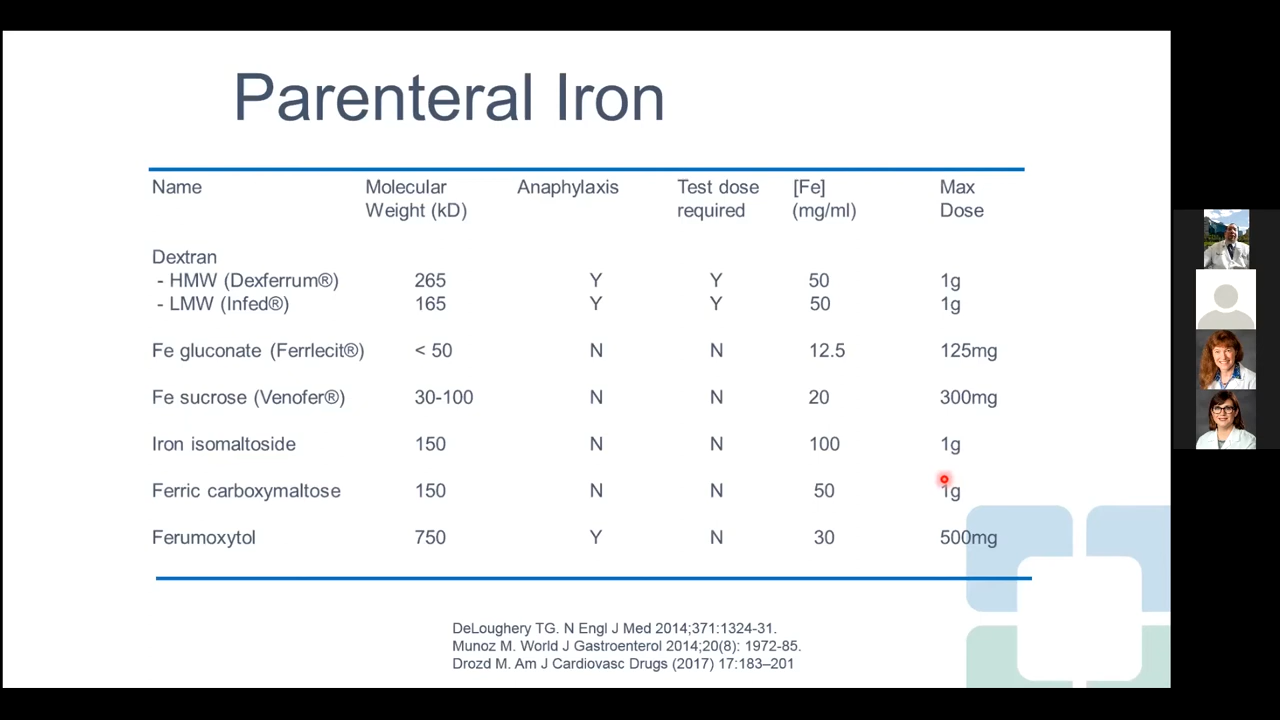 Parenteral Iron
Name Molecular Weight (kD) Anaphylaxis Test dose required [Fe] (mg/ml) Max Dose
Dextran
- HMW (Dexferrum®) 265 Y Y 50 1g
- LMW (Infed®) 165 Y Y 50 1g
Fe gluconate (Ferrlecit®) < 50 N N 12.5 125mg
Fe sucrose (Venofer®) 30-100 N N 20 300mg
Iron isomaltoside 150 N N 100 1g
Ferric carboxymaltose 150 N N 50 1g
Ferumoxytol 750 Y N 30 500mg
DeLoughery TG. N Engl J Med 2014;371:1324-31.
Munoz M. World J Gastroenterol 2014;20(8): 1972-85.
Drozd M. Am J Cardiovasc Drugs (2017) 17:183–201